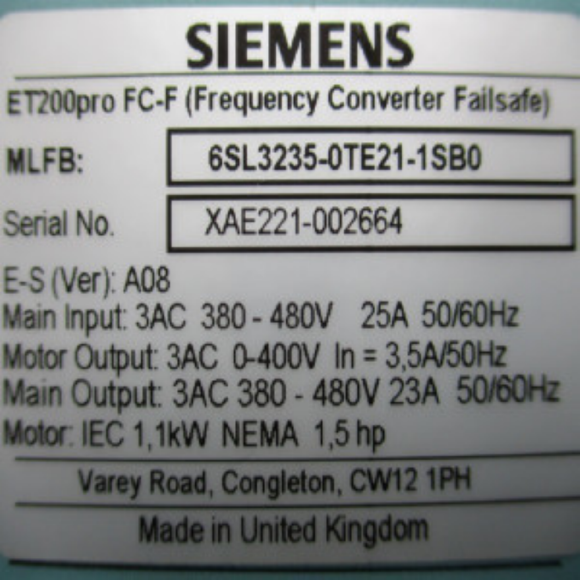 SIEMENS
ET200pro FC-F (Frequency Converter Failsafe)
MLFB: 6SL3235-0TE21-1SB0
Serial No. XAE221-002664
E-S (Ver): A08
Main Input: 3AC 380 - 480V 25A 50/60Hz
Motor Output: 3AC 0-400V In = 3,5A/50Hz
Main Output: 3AC 380 - 480V 23A 50/60Hz
Motor: IEC 1,1kW NEMA 1,5 hp
Varey Road, Congleton, CW12 1PH
Made in United Kingdom